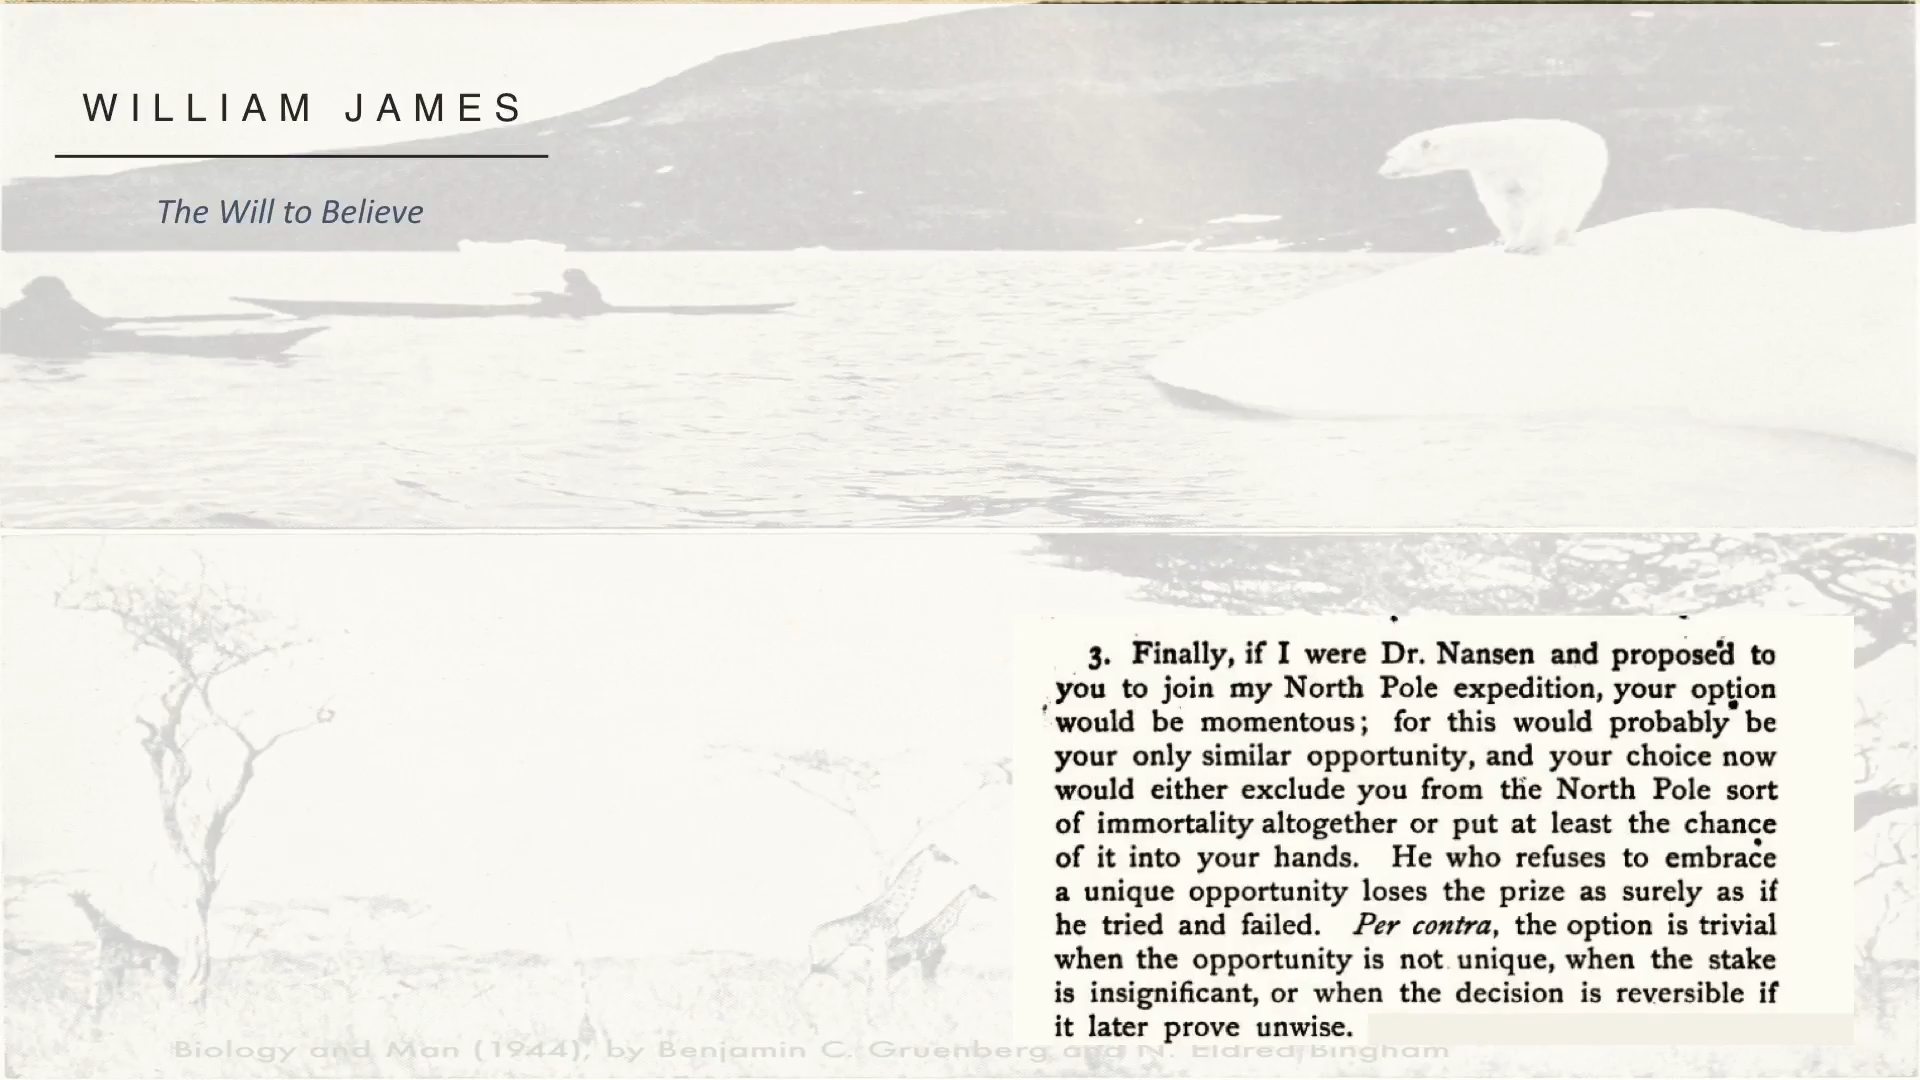 WILLIAM JAMES
The Will to Believe
3. Finally, if I were Dr. Nansen and proposed to
you to join my North Pole expedition, your option
would be momentous; for this would probably be
your only similar opportunity, and your choice now
would either exclude you from the North Pole sort
of immortality altogether or put at least the chance
of it into your hands. He who refuses to embrace
a unique opportunity loses the prize as surely as if
he tried and failed. Per contra, the option is trivial
when the opportunity is not unique, when the stake
is insignificant, or when the decision is reversible if
it later prove unwise.
Biology and Man (1944), by Benjamin C. Gruenberg and N. Eldred Bingham